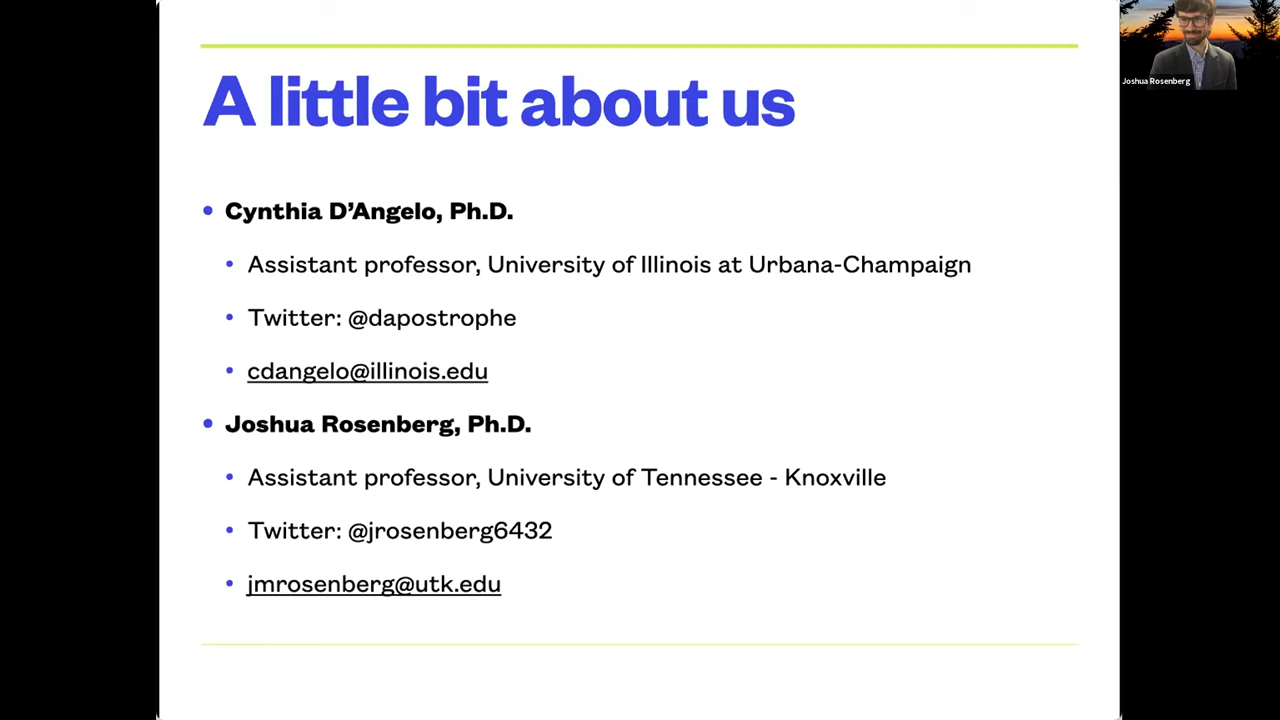 A little bit about us
• Cynthia D’Angelo, Ph.D.
• Assistant professor, University of Illinois at Urbana-Champaign
• Twitter: @dapostrophe
• cdangelo@illinois.edu
• Joshua Rosenberg, Ph.D.
• Assistant professor, University of Tennessee - Knoxville
• Twitter: @jrosenberg6432
• jmrosenberg@utk.edu
Joshua Rosenberg